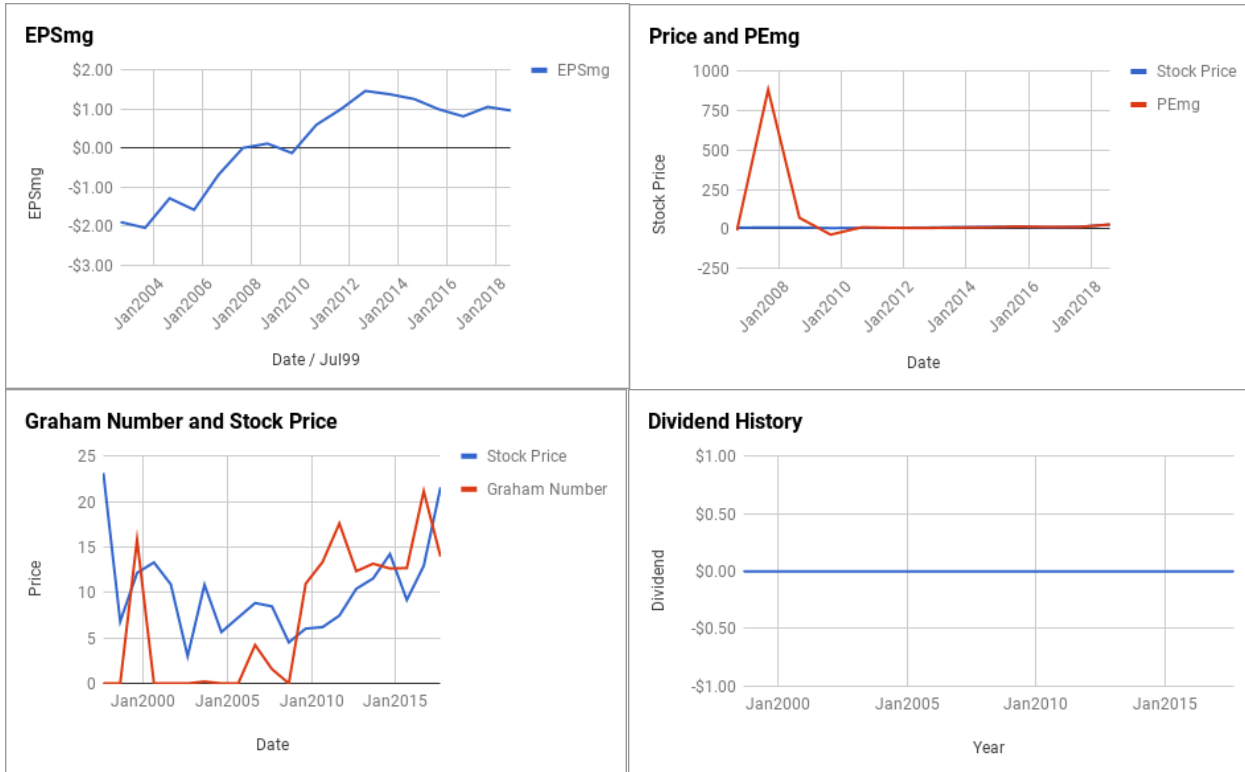 EPSmg
EPSmg
$2.00
$1.00
$0.00
-$1.00
-$2.00
-$3.00
EPSmg
Jan2004
Jan2006
Jan2008
Jan2010
Jan2012
Jan2014
Jan2016
Jan2018
Date / Jul99
Price and PEmg
Stock Price
PEmg
1000
750
500
250
0
-250
Stock Price
Jan2008
Jan2010
Jan2012
Jan2014
Jan2016
Jan2018
Date
Graham Number and Stock Price
Stock Price
Graham Number
25
20
15
10
5
0
Price
Jan2000
Jan2005
Jan2010
Jan2015
Date
Dividend History
$1.00
$0.50
$0.00
-$0.50
-$1.00
Dividend
Jan2000
Jan2005
Jan2010
Jan2015
Year